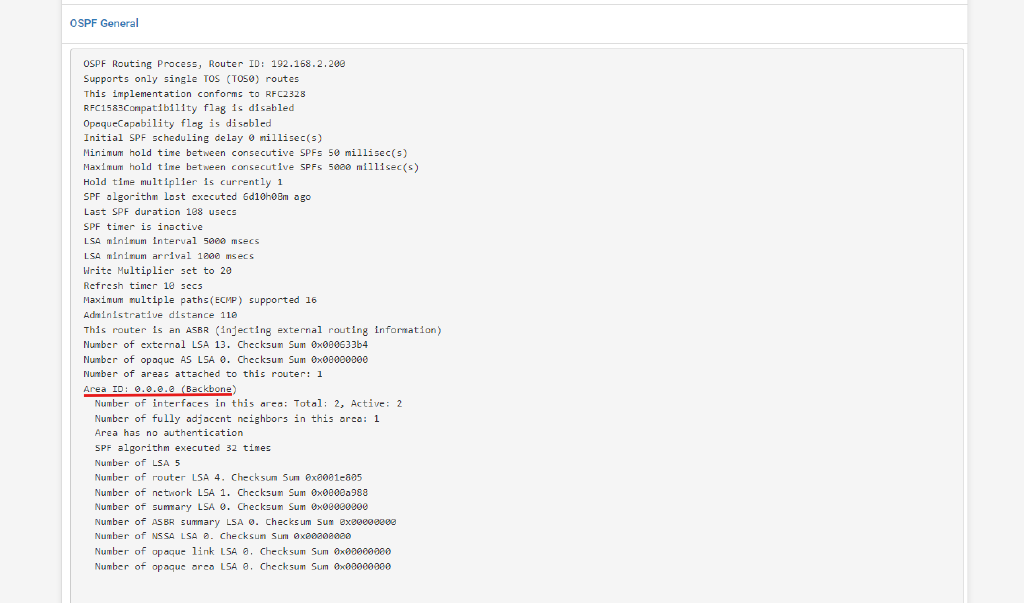 OSPF General
OSPF Routing Process, Router ID: 192.168.2.200
Supports only single TOS (TOS0) routes
This implementation conforms to RFC2328
RFC1583Compatibility flag is disabled
OpaqueCapability flag is disabled
Initial SPF scheduling delay 0 millisec(s)
Minimum hold time between consecutive SPFs 50 millisec(s)
Maximum hold time between consecutive SPFs 5000 millisec(s)
Hold time multiplier is currently 1
SPF algorithm last executed 6d10h08m ago
Last SPF duration 108 usecs
SPF timer is inactive
LSA minimum interval 5000 msecs
LSA minimum arrival 1000 msecs
Write Multiplier set to 20
Refresh timer 10 secs
Maximum multiple paths(ECMP) supported 16
Administrative distance 110
This router is an ASBR (injecting external routing information)
Number of external LSA 13. Checksum Sum 0x000633b4
Number of opaque AS LSA 0. Checksum Sum 0x00000000
Number of areas attached to this router: 1
Area ID: 0.0.0.0 (Backbone)
Number of interfaces in this area: Total: 2, Active: 2
Number of fully adjacent neighbors in this area: 1
Area has no authentication
SPF algorithm executed 32 times
Number of LSA 5
Number of router LSA 4. Checksum Sum 0x0001e805
Number of network LSA 1. Checksum Sum 0x0000a988
Number of summary LSA 0. Checksum Sum 0x00000000
Number of ASBR summary LSA 0. Checksum Sum 0x00000000
Number of NSSA LSA 0. Checksum Sum 0x00000000
Number of opaque link LSA 0. Checksum Sum 0x00000000
Number of opaque area LSA 0. Checksum Sum 0x00000000